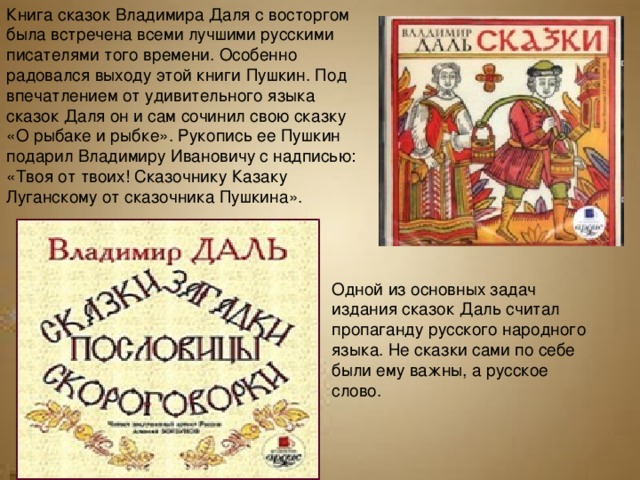 Книга сказок Владимира Даля с восторгом
была встречена всеми лучшими русскими
писателями того времени. Особенно
радовался выходу этой книги Пушкин. Под
впечатлением от удивительного языка
сказок Даля он и сам сочинил свою сказку
«О рыбаке и рыбке». Рукопись ее Пушкин
подарил Владимиру Ивановичу с надписью:
«Твоя от твоих! Сказочнику Казаку
Луганскому от сказочника Пушкина».
ВЛАДИМИР
ДАЛЬ
СКАЗКИ
Владимир ДАЛЬ
СКАЗКИ, ЗАГАДКИ
ПОСЛОВИЦЫ
СКОРОГОВОРКИ
Читает заслуженный артист России
Одной из основных задач
издания сказок Даль считал
пропаганду русского народного
языка. Не сказки сами по себе
были ему важны, а русское
слово.